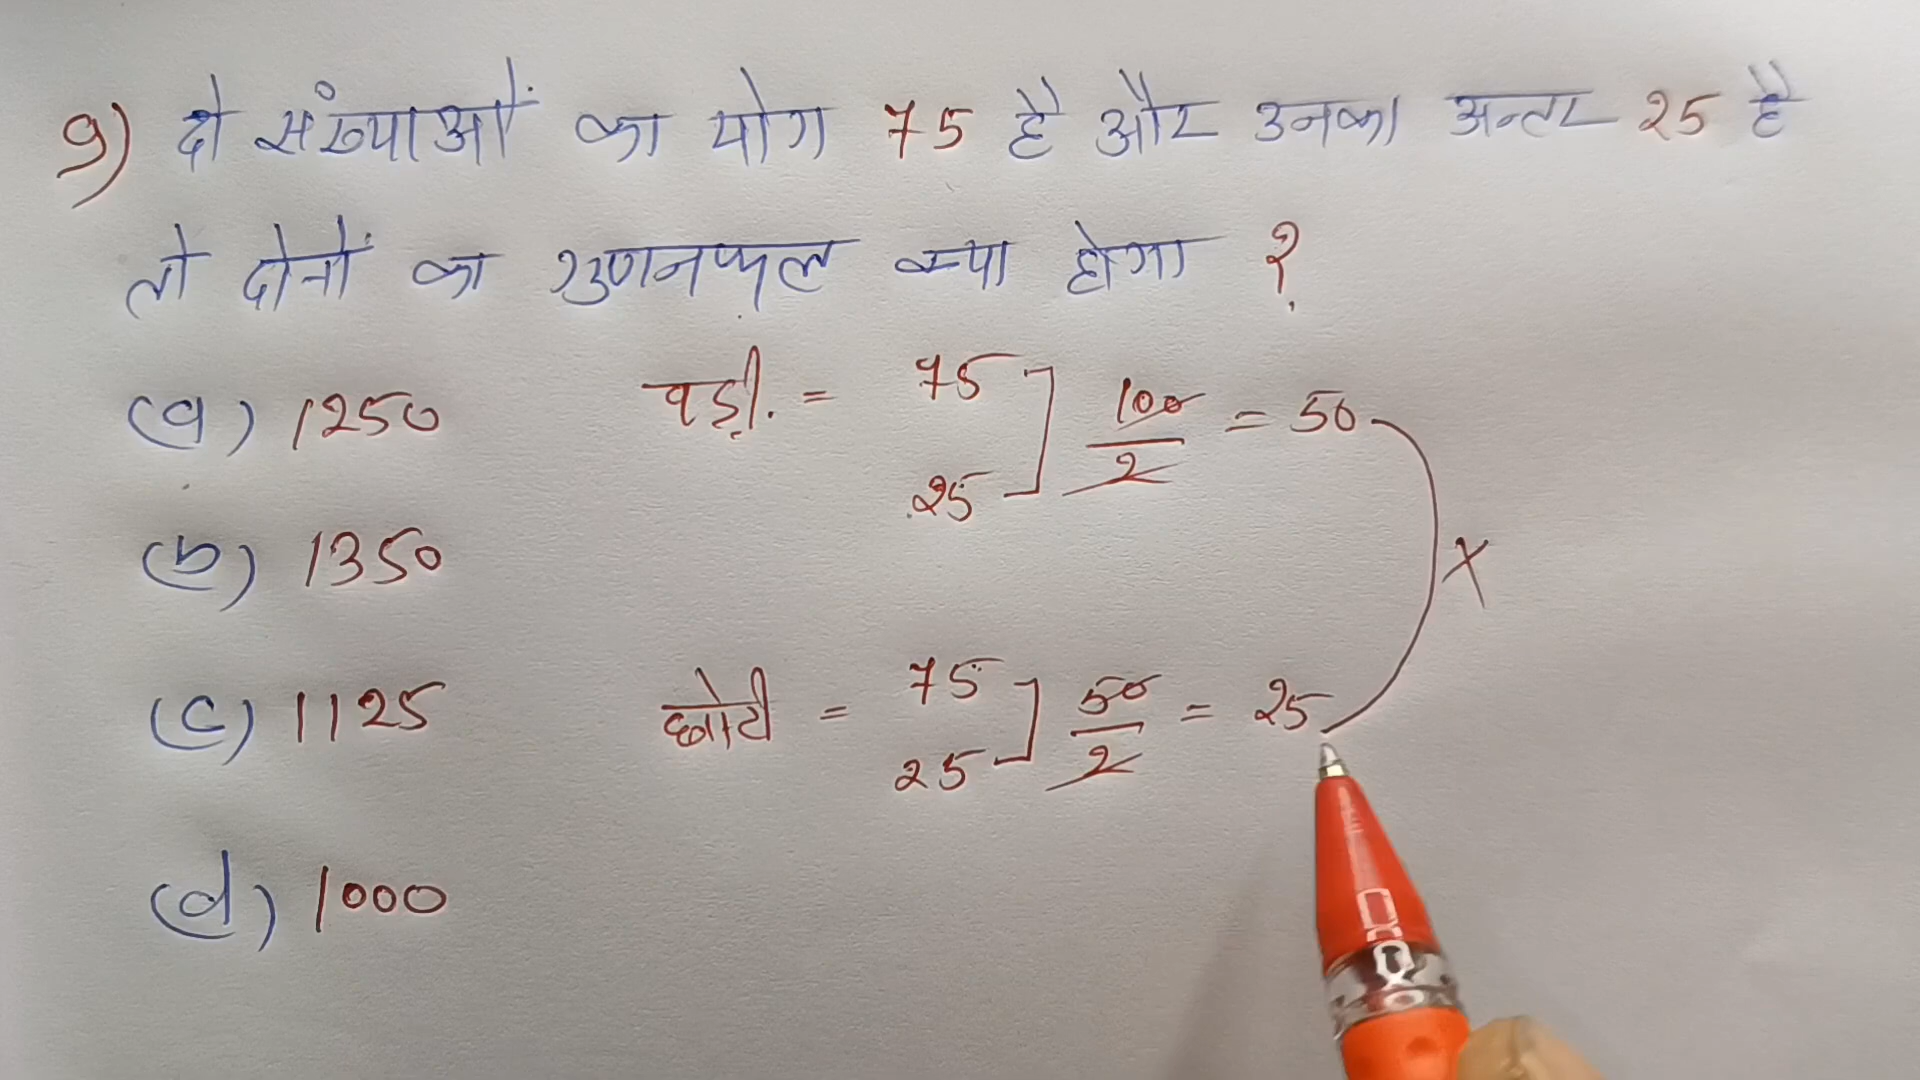 9) दो संख्याओं का योग 75 है और उनका अन्तर 25 है
तो दोनों का गुणनफल क्या होगा ?
(a) 1250
बड़ी. = 75 25 ] 100/2 = 50
(b) 1350
X
(c) 1125
छोटी = 75 25 ] 50/2 = 25
(d) 1000